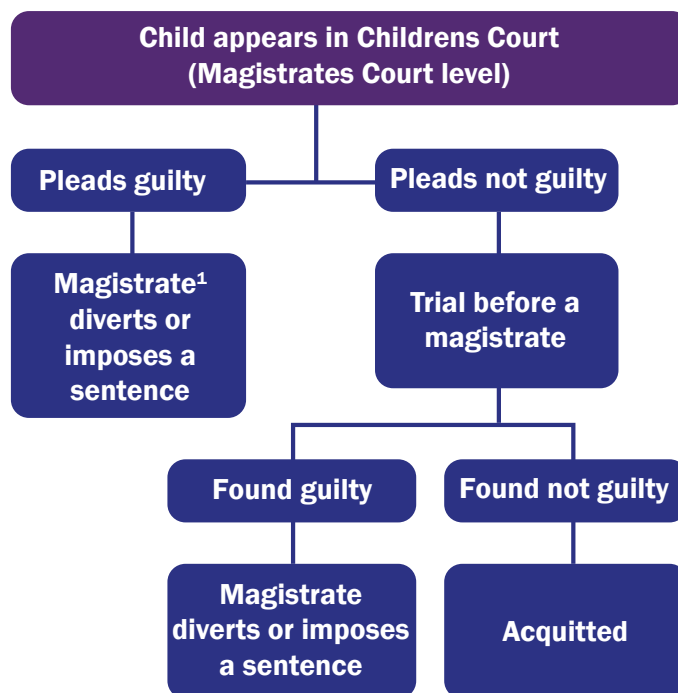 Child appears in Childrens Court
(Magistrates Court level)
Pleads guilty
Pleads not guilty
Magistrate¹
diverts or
imposes a
sentence
Trial before a
magistrate
Found guilty
Found not guilty
Magistrate
diverts or imposes
a sentence
Acquitted